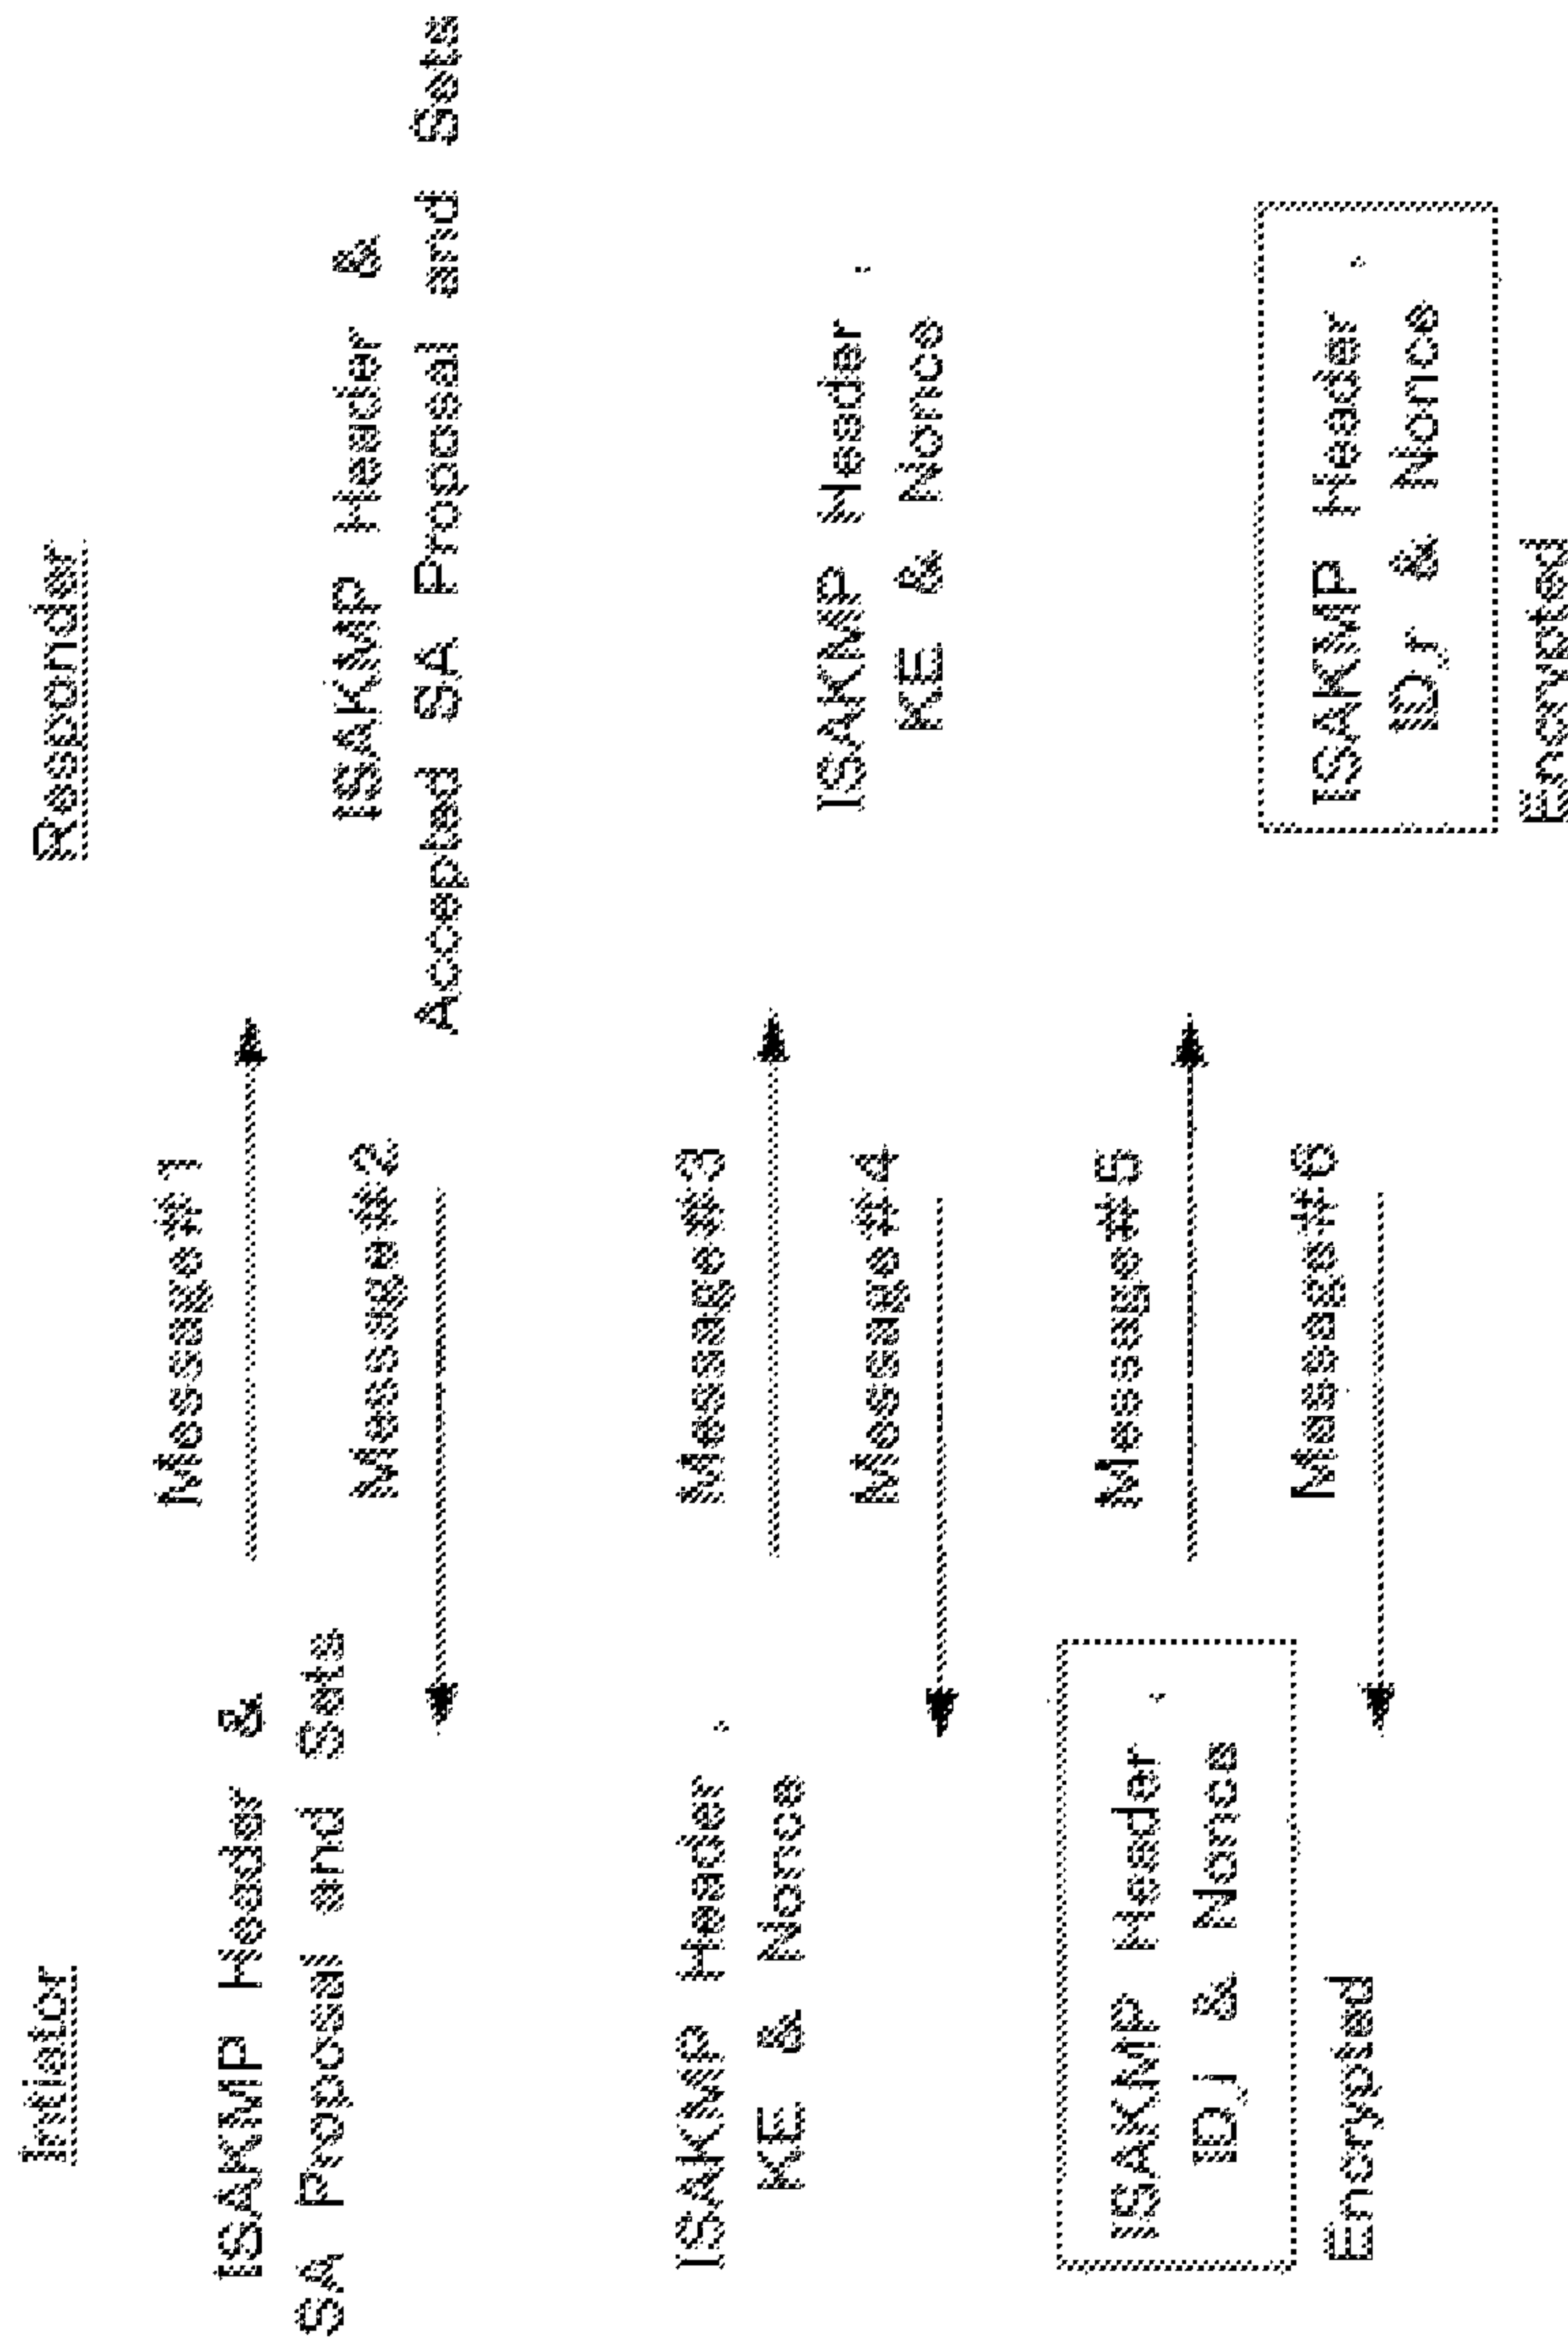 Initiator
Responder
Message#1
ISAKMP Header &
SA Proposal and Sets
Message#2
ISAKMP Header &
Accepted SA Proposal and Sets
Message#3
ISAKMP Header ,
KE & Nonce
Message#4
ISAKMP Header ,
KE & Nonce
Message#5
ISAKMP Header ,
IDi & Nonce
Encrypted
Message#6
ISAKMP Header ,
IDr & Nonce
Encrypted